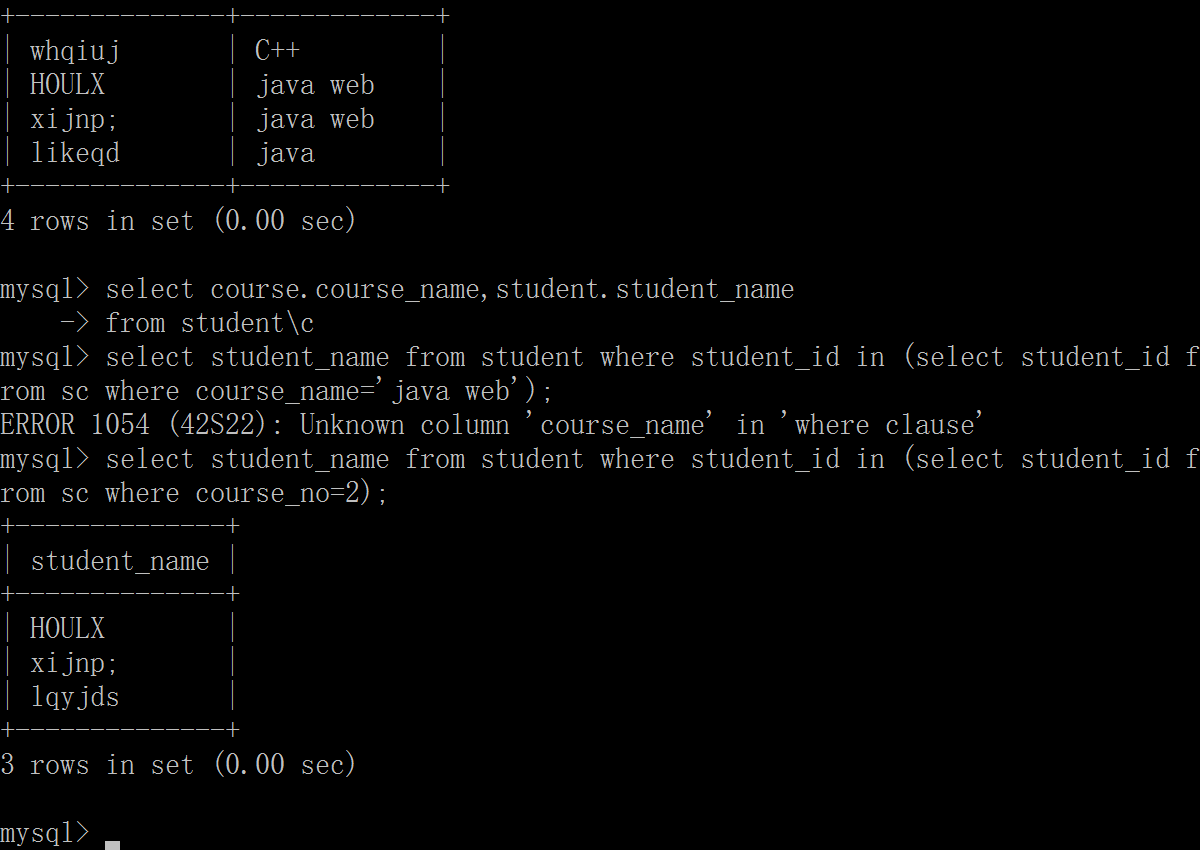 +--------------+-------------+
| whqiuj       | C++         |
| HOULX        | java web    |
| xijnp;       | java web    |
| likeqd       | java        |
+--------------+-------------+
4 rows in set (0.00 sec)
mysql> select course.course_name,student.student_name
    -> from student\c
mysql> select student_name from student where student_id in (select student_id f
rom sc where course_name='java web');
ERROR 1054 (42S22): Unknown column 'course_name' in 'where clause'
mysql> select student_name from student where student_id in (select student_id f
rom sc where course_no=2);
+--------------+
| student_name |
+--------------+
| HOULX        |
| xijnp;       |
| lqyjds       |
+--------------+
3 rows in set (0.00 sec)
mysql>